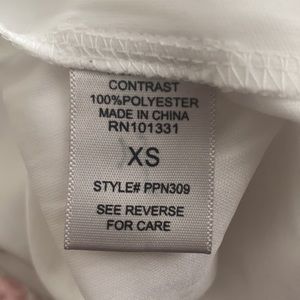 CONTRAST
100%POLYESTER
MADE IN CHINA
RN101331
XS
STYLE# PPN309
SEE REVERSE
FOR CARE